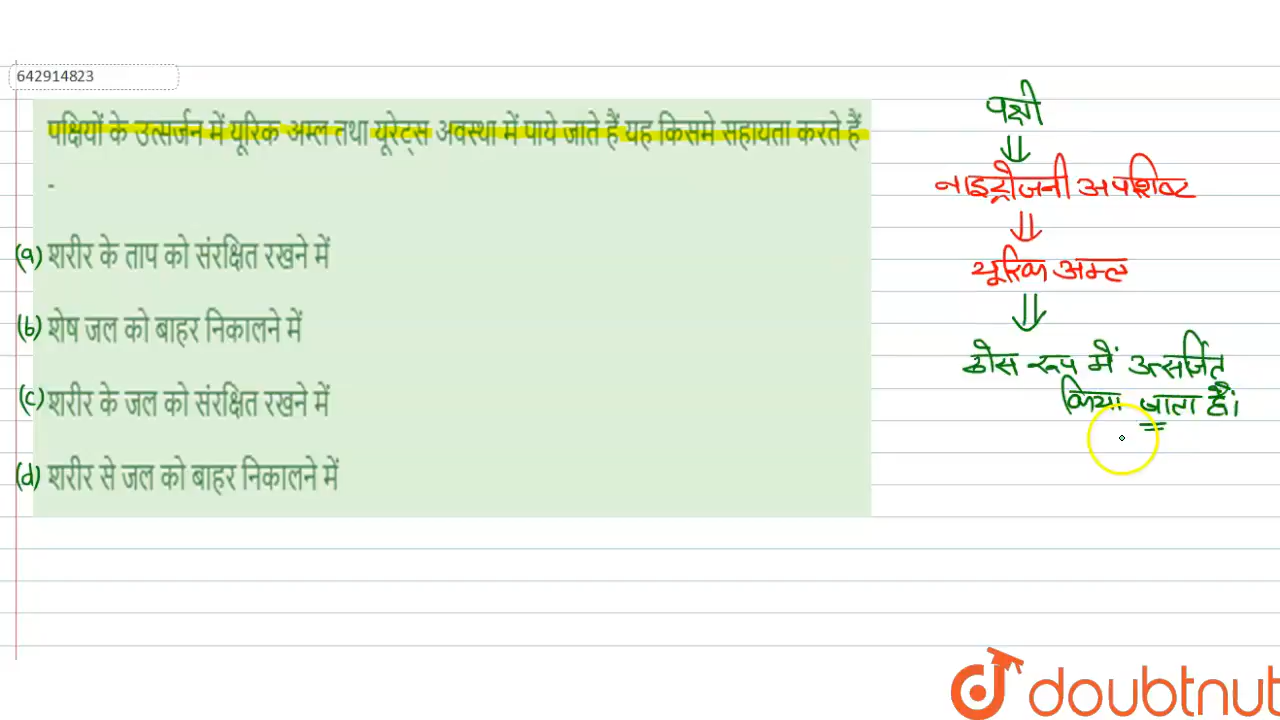 642914823
पक्षियों के उत्सर्जन में यूरिक अम्ल तथा यूरेट्स अवस्था में पाये जाते हैं यह किसमे सहायता करते हैं
-
(a) शरीर के ताप को संरक्षित रखने में
(b) शेष जल को बाहर निकालने में
(c) शरीर के जल को संरक्षित रखने में
(d) शरीर से जल को बाहर निकालने में
पक्षी
नाइट्रोजनी अपशिष्ट
यूरिक अम्ल
ठोस रूप में उत्सर्जित
किया जाता है।
doubtnut